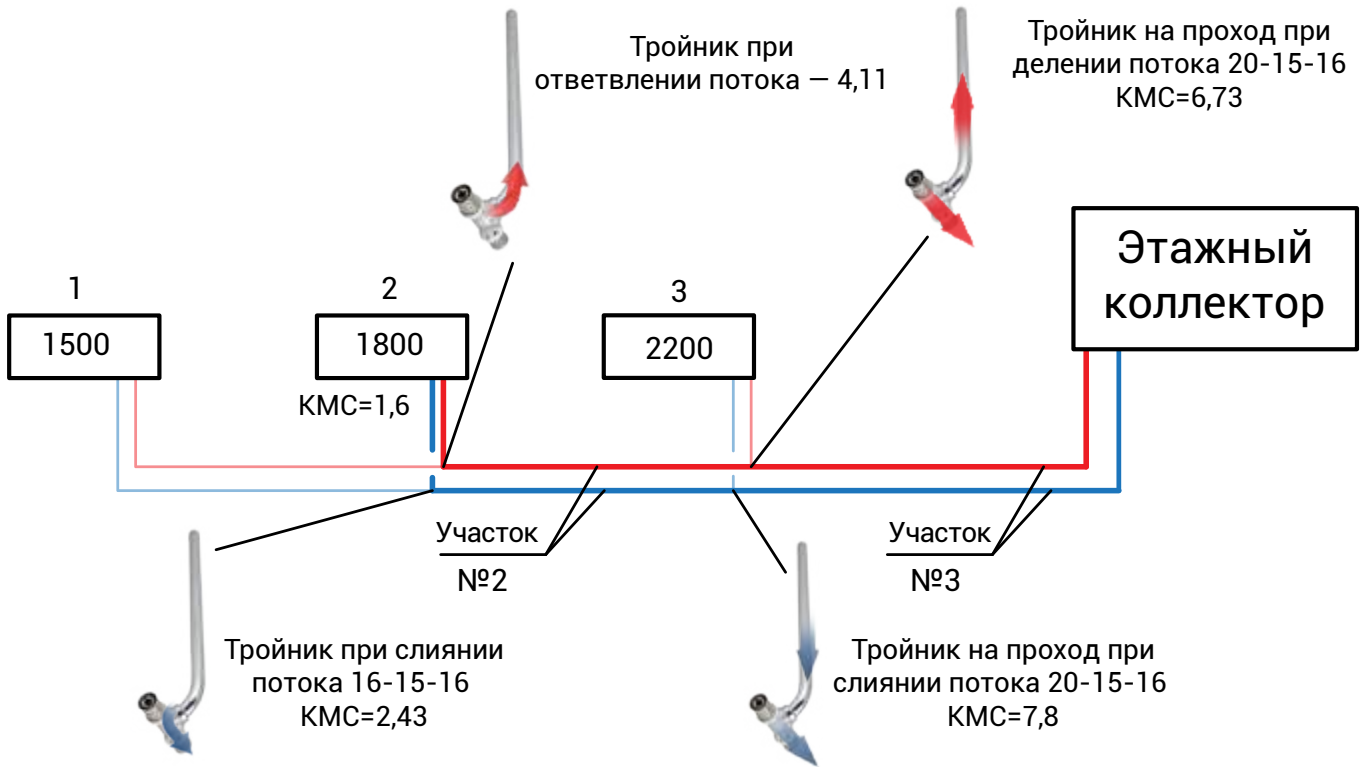 Тройник при
ответвлении потока — 4,11
Тройник на проход при
делении потока 20-15-16
КМС=6,73
Этажный
коллектор
1
2
3
1500
1800
2200
КМС=1,6
Участок
№2
Участок
№3
Тройник при слиянии
потока 16-15-16
КМС=2,43
Тройник на проход при
слиянии потока 20-15-16
КМС=7,8